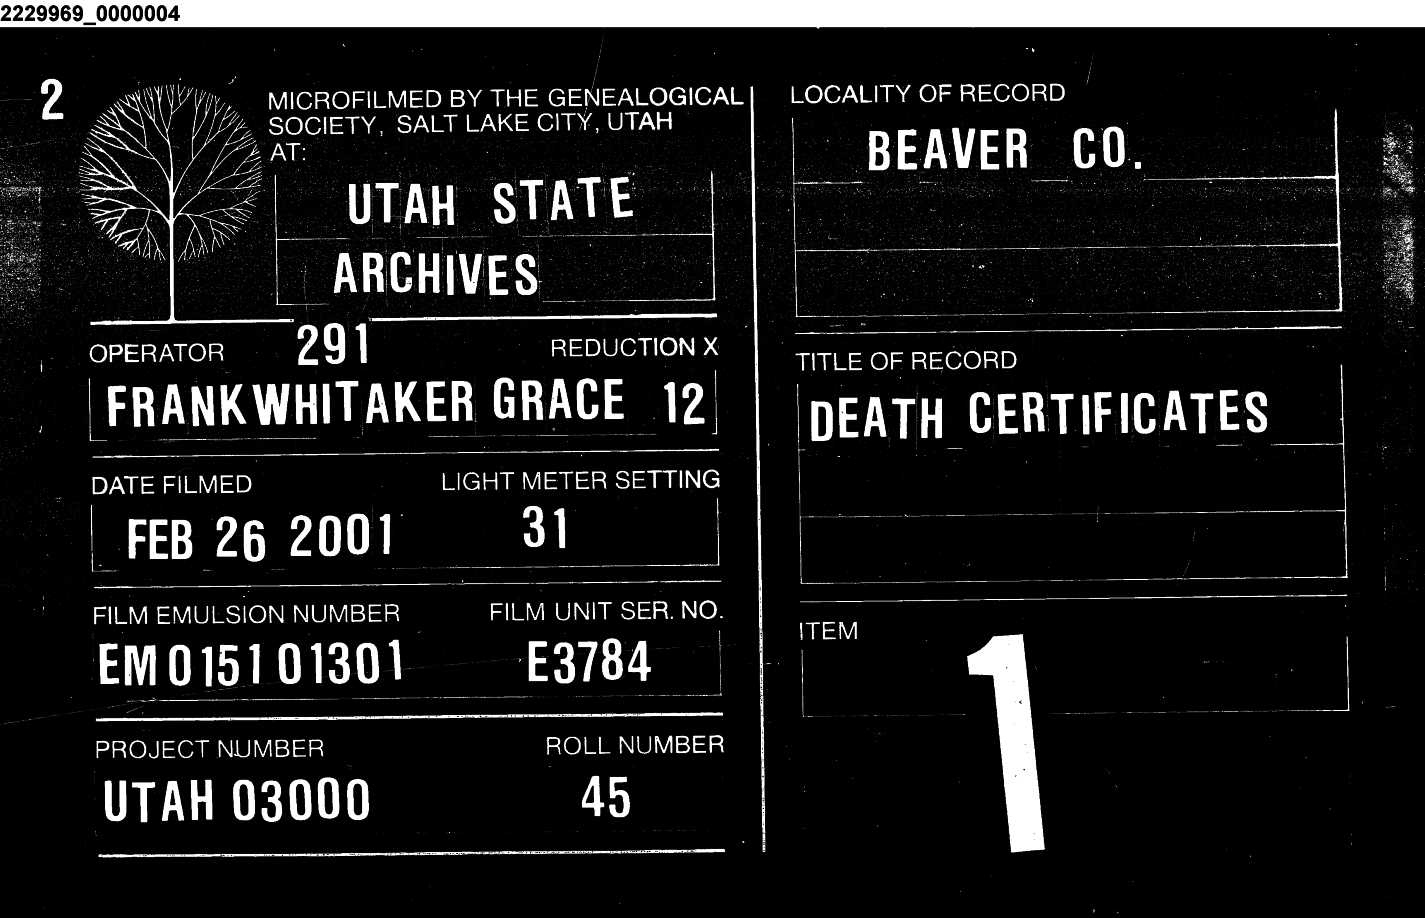 2229969_0000004
2
MICROFILMED BY THE GENEALOGICAL
SOCIETY, SALT LAKE CITY, UTAH
AT:
UTAH STATE
ARCHIVES
OPERATOR 291 REDUCTION X
FRANK WHITAKER GRACE 12
DATE FILMED LIGHT METER SETTING
FEB 26 2001 31
FILM EMULSION NUMBER FILM UNIT SER. NO.
EM 0151 01301 E3784
PROJECT NUMBER ROLL NUMBER
UTAH 03000 45
LOCALITY OF RECORD
BEAVER CO.
TITLE OF RECORD
DEATH CERTIFICATES
ITEM
1